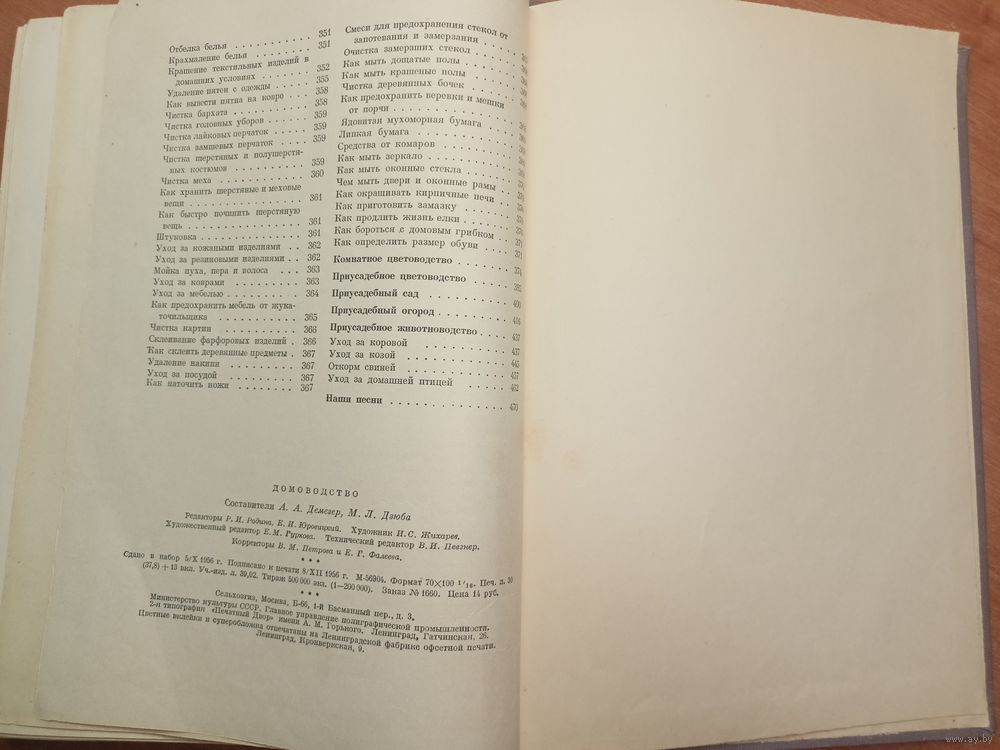 Отбелка белья . . . . . . . . . . 351
Крахмаление белья . . . . . . . . 351
Крашение текстильных изделий в
домашних условиях . . . . . . . 352
Удаление пятен с одежды . . . . . 355
Как вывести пятна на ковре . . . 358
Чистка бархата . . . . . . . . . 358
Чистка головных уборов . . . . . 359
Чистка лайковых перчаток . . . . . 359
Чистка замшевых перчаток . . . . 359
Чистка шерстяных и полушерстя-
ных костюмов . . . . . . . . . 359
Чистка меха . . . . . . . . . . . 360
Как хранить шерстяные и меховые
вещи . . . . . . . . . . . . . 361
Как быстро починить шерстяную
вещь . . . . . . . . . . . . . 361
Штуковка . . . . . . . . . . . . 361
Уход за кожаными изделиями . . 362
Уход за резиновыми изделиями . . 362
Мойка пуха, пера и волоса . . . 363
Уход за коврами . . . . . . . . 363
Уход за мебелью . . . . . . . . . 364
Как предохранить мебель от жука-
точильщика . . . . . . . . . . 365
Чистка картин . . . . . . . . . 366
Склеивание фарфоровых изделий . 366
Как склеить деревянные предметы . 367
Удаление накипи . . . . . . . . 367
Уход за посудой . . . . . . . . . 367
Как наточить ножи . . . . . . . . 367
Смеси для предохранения стекол от
запотевания и замерзания . . . .
Очистка замерзших стекол . . . .
Как мыть дощатые полы . . . . .
Как мыть крашеные полы . . . .
Чистка деревянных бочек . . . .
Как предохранить веревки и мешки
от порчи . . . . . . . . . . .
Ядовитая мухоморная бумага . . .
Липкая бумага . . . . . . . . .
Средства от комаров . . . . . .
Как мыть зеркало . . . . . . . .
Как мыть оконные стекла . . . .
Чем мыть двери и оконные рамы .
Как окрашивать кирпичные печи .
Как приготовить замазку . . . .
Как продлить жизнь елки . . . .
Как бороться с домовым грибком . . 371
Как определить размер обуви . . . 371
Комнатное цветоводство . . . . . 374
Приусадебное цветоводство . . . .
Приусадебный сад . . . . . . . . 400
Приусадебный огород . . . . . . .
Приусадебное животноводство . . . 437
Уход за коровой . . . . . . . . 437
Уход за козой . . . . . . . . . 445
Откорм свиней . . . . . . . . . 457
Уход за домашней птицей . . . . 462
Наши песни . . . . . . . . . . . 470
ДОМОВОДСТВО
Составители А. А. Демезер, М. Л. Дзюба
Редакторы Р. И. Родина, Е. И. Юровицкий. Художник И. С. Жихарев.
Художественный редактор Е. М. Гуркова. Технический редактор В. И. Певзнер.
Корректоры В. М. Петрова и Е. Г. Фалеева.
* * *
Сдано в набор 5/X 1956 г. Подписано к печати 8/XII 1956 г. М-56904. Формат 70×100 1/16. Печ. л. 30
(37,8) + 13 вкл. Уч.-изд. л. 39,02. Тираж 500 000 экз. (1—200000). Заказ № 1660. Цена 14 руб.
* * *
Сельхозгиз, Москва, Б-66, 1-й Басманный пер., д. 3.
Министерство культуры СССР. Главное управление полиграфической промышленности.
2-я типография «Печатный Двор» имени А. М. Горького. Ленинград, Гатчинская, 26.
Цветные вклейки и суперобложка отпечатаны на Ленинградской фабрике офсетной печати.
Ленинград, Кронверкская, 9.
www.ay.by